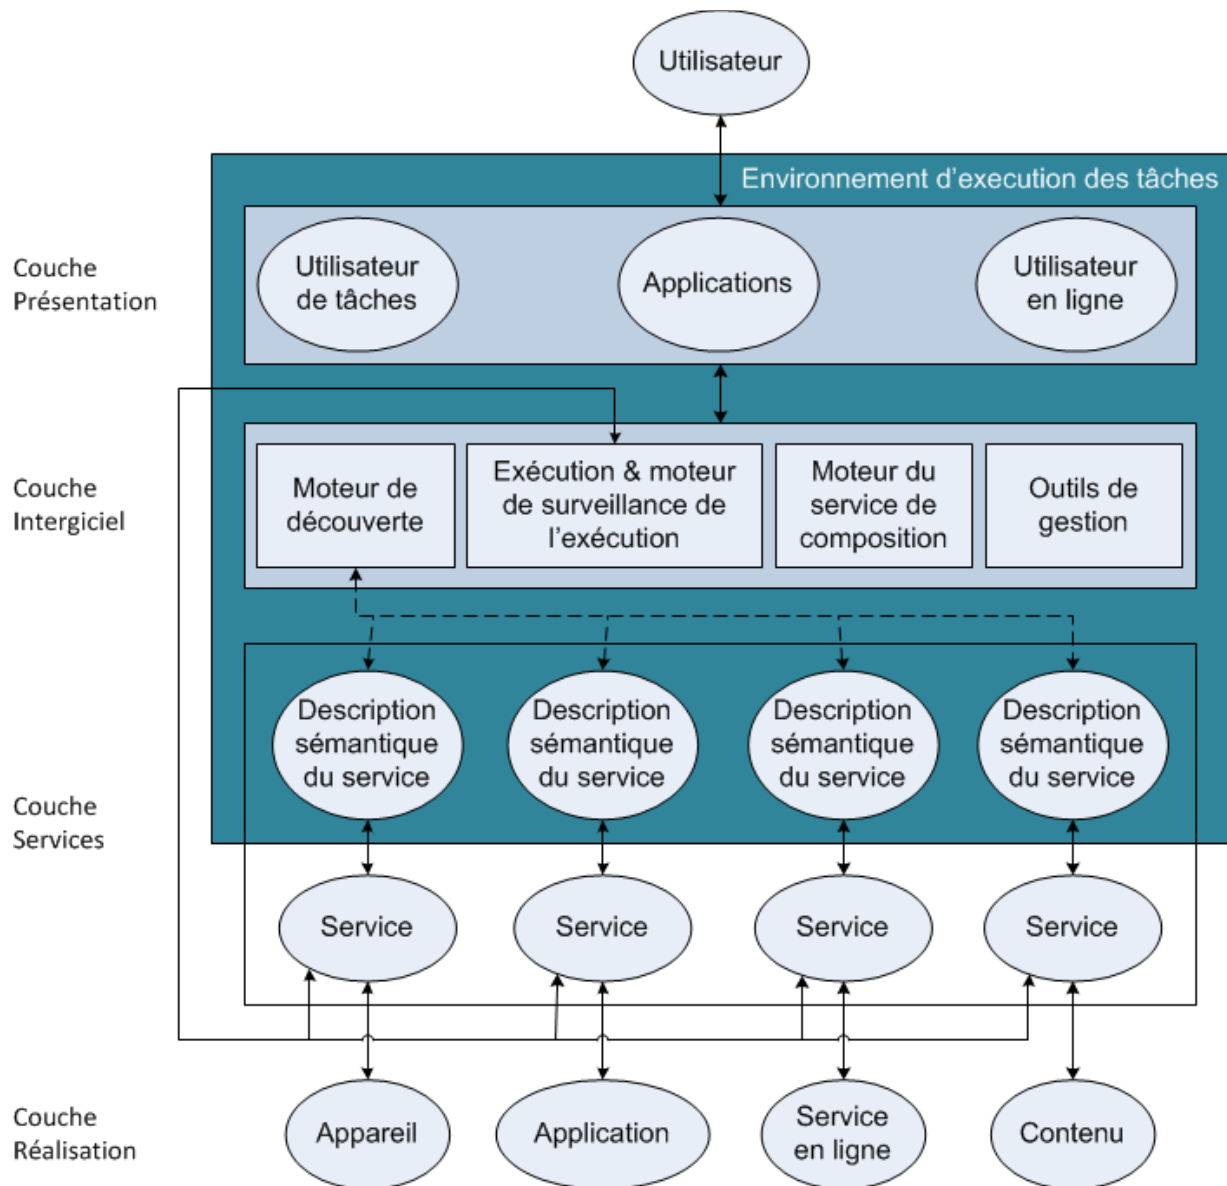 Utilisateur
Environnement d'execution des tâches
Couche
Présentation
Utilisateur
de tâches
Applications
Utilisateur
en ligne
Couche
Intergiciel
Moteur de
découverte
Exécution & moteur
de surveillance de
l'exécution
Moteur du
service de
composition
Outils de
gestion
Couche
Services
Description
sémantique
du service
Description
sémantique
du service
Description
sémantique
du service
Description
sémantique
du service
Service
Service
Service
Service
Couche
Réalisation
Appareil
Application
Service
en ligne
Contenu